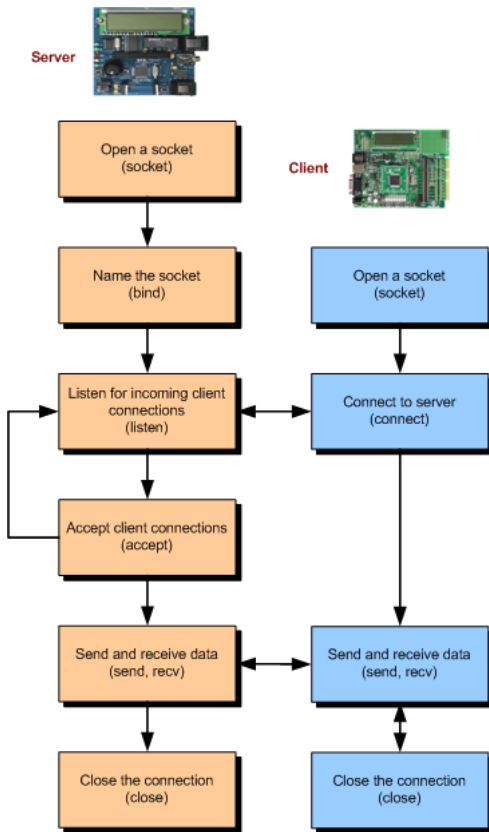 Server
Open a socket
(socket)
Name the socket
(bind)
Listen for incoming client
connections
(listen)
Accept client connections
(accept)
Send and receive data
(send, recv)
Close the connection
(close)
Client
Open a socket
(socket)
Connect to server
(connect)
Send and receive data
(send, recv)
Close the connection
(close)